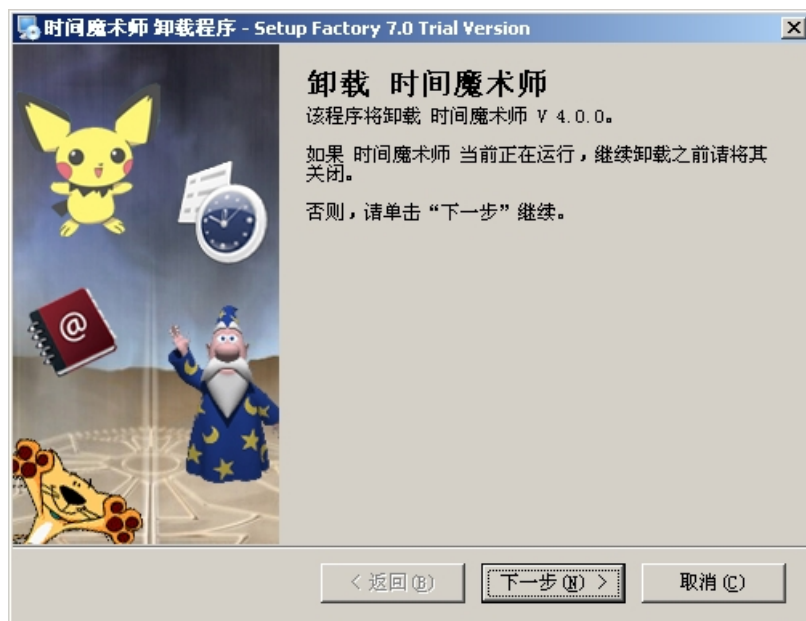 时间魔术师 卸载程序 - Setup Factory 7.0 Trial Version
卸载 时间魔术师
该程序将卸载 时间魔术师 V 4.0.0。
如果 时间魔术师 当前正在运行，继续卸载之前请将其
关闭。
否则，请单击“下一步”继续。
@
< 返回(B)
下一步(N) >
取消(C)